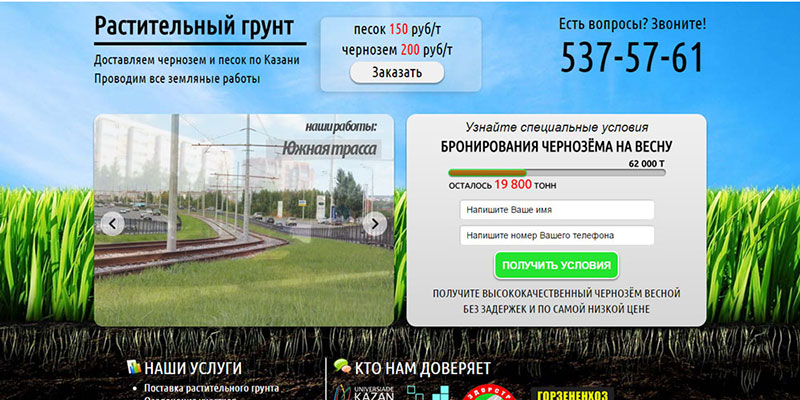 Растительный грунт
Доставляем чернозем и песок по Казани
Проводим все земляные работы
песок 150 руб/т
чернозем 200 руб/т
Заказать
Есть вопросы? Звоните!
537-57-61
наши работы:
Южная трасса
Узнайте специальные условия
БРОНИРОВАНИЯ ЧЕРНОЗЁМА НА ВЕСНУ
62 000 Т
ОСТАЛОСЬ 19 800 ТОНН
Напишите Ваше имя
Напишите номер Вашего телефона
ПОЛУЧИТЬ УСЛОВИЯ
ПОЛУЧИТЕ ВЫСОКОКАЧЕСТВЕННЫЙ ЧЕРНОЗЁМ ВЕСНОЙ
БЕЗ ЗАДЕРЖЕК И ПО САМОЙ НИЗКОЙ ЦЕНЕ
НАШИ УСЛУГИ
Поставка растительного грунта
КТО НАМ ДОВЕРЯЕТ
UNIVERSIADE
KAZAN
ГОРЗЕЛЕНХОЗ